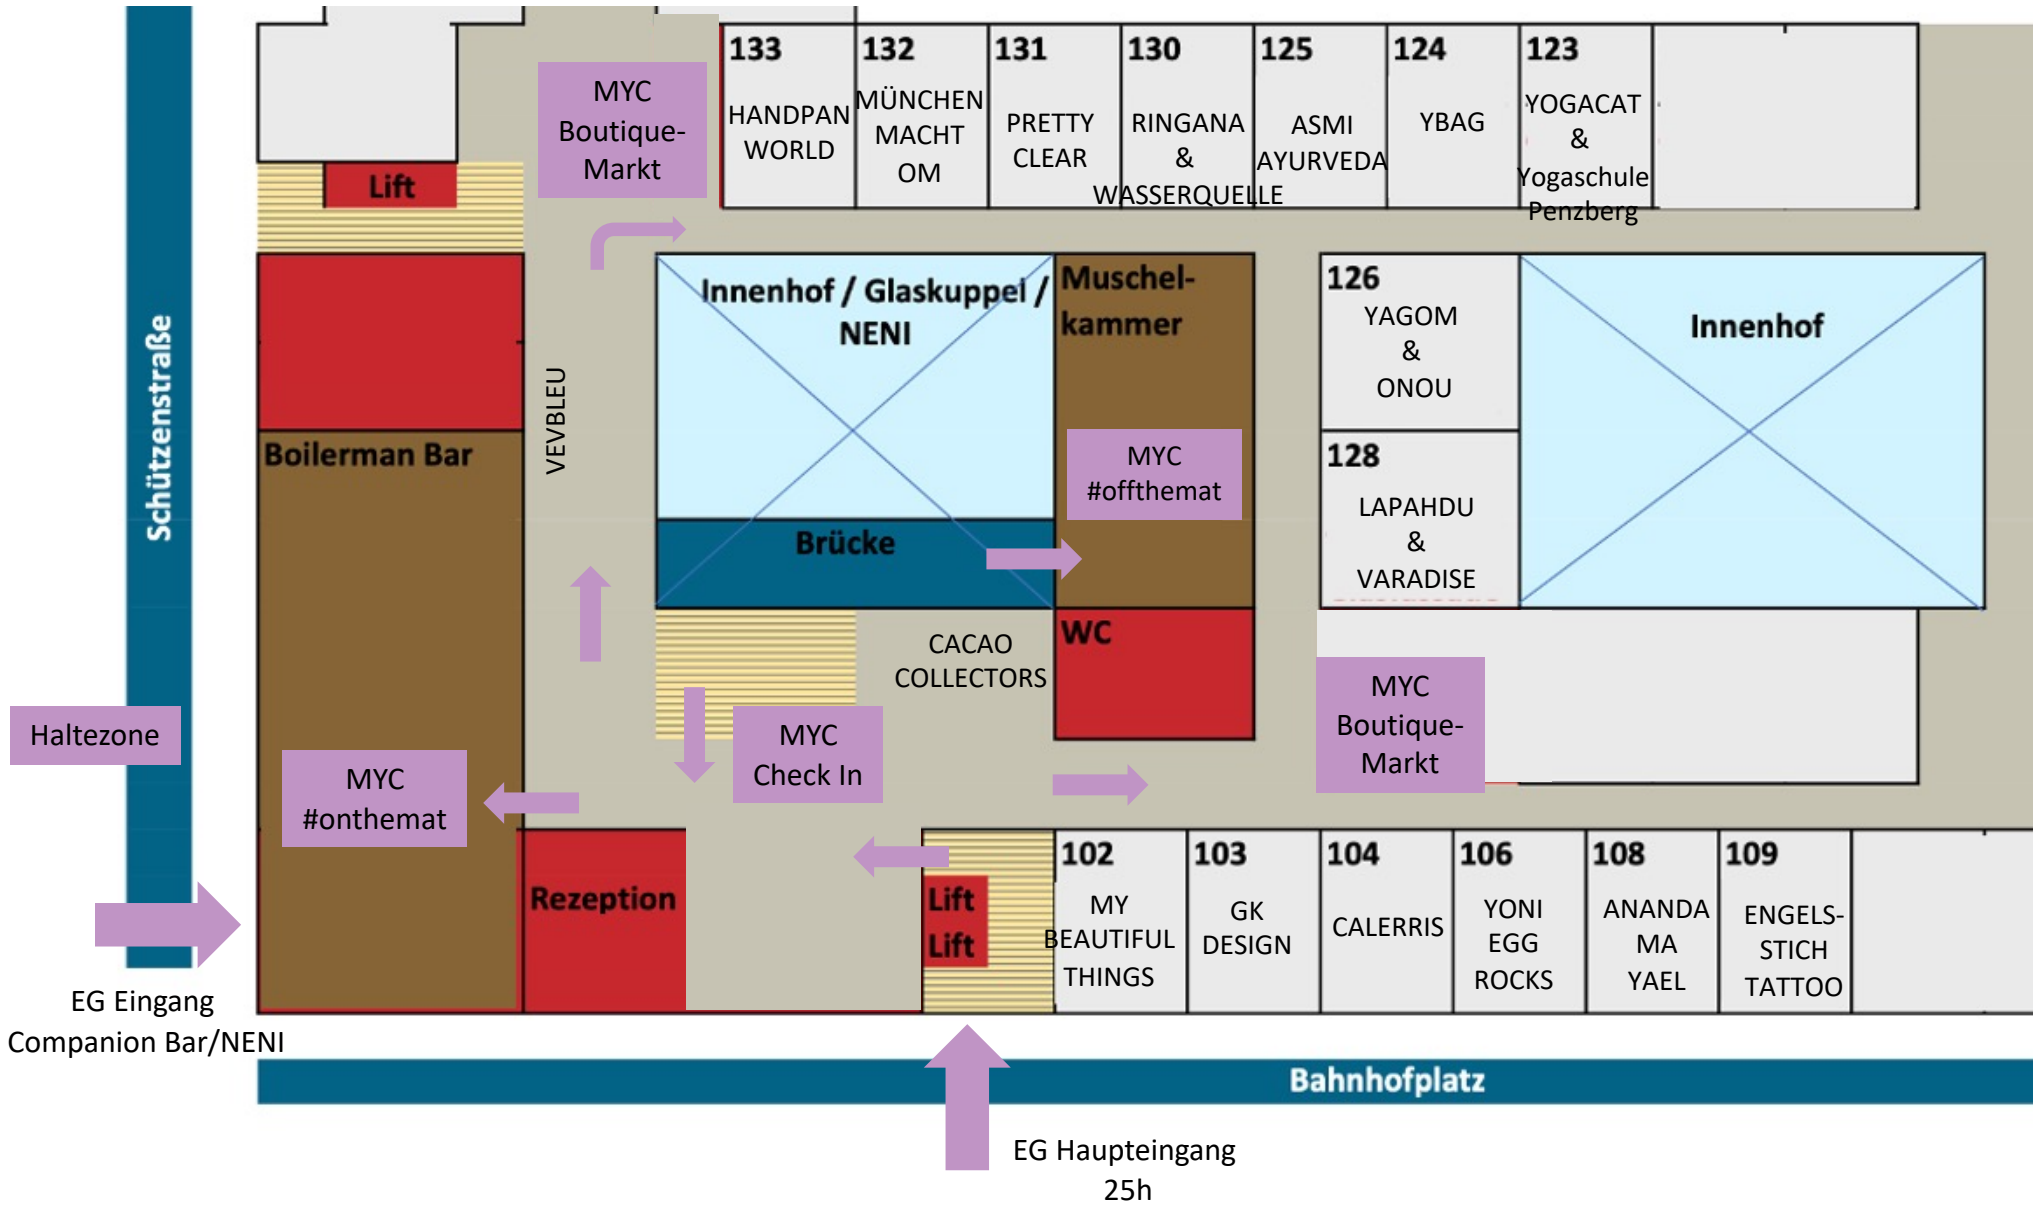 133
HANDPAN
WORLD
132
MÜNCHEN
MACHT
OM
131
PRETTY
CLEAR
130
RINGANA
&
WASSERQUELLE
125
ASMI
AYURVEDA
124
YBAG
123
YOGACAT
&
Yogaschule
Penzberg
MYC
Boutique-
Markt
Lift
Schützenstraße
Innenhof / Glaskuppel /
NENI
Muschel-
kammer
126
YAGOM
&
ONOU
Innenhof
VEVBLEU
Boilerman Bar
MYC
#offthemat
128
LAPAHDU
&
VARADISE
Brücke
CACAO
COLLECTORS
WC
Haltezone
MYC
#onthemat
MYC
Check In
MYC
Boutique-
Markt
Rezeption
Lift
Lift
102
MY
BEAUTIFUL
THINGS
103
GK
DESIGN
104
CALERRIS
106
YONI
EGG
ROCKS
108
ANANDA
MA
YAEL
109
ENGELS-
STICH
TATTOO
EG Eingang
Companion Bar/NENI
Bahnhofplatz
EG Haupteingang
25h